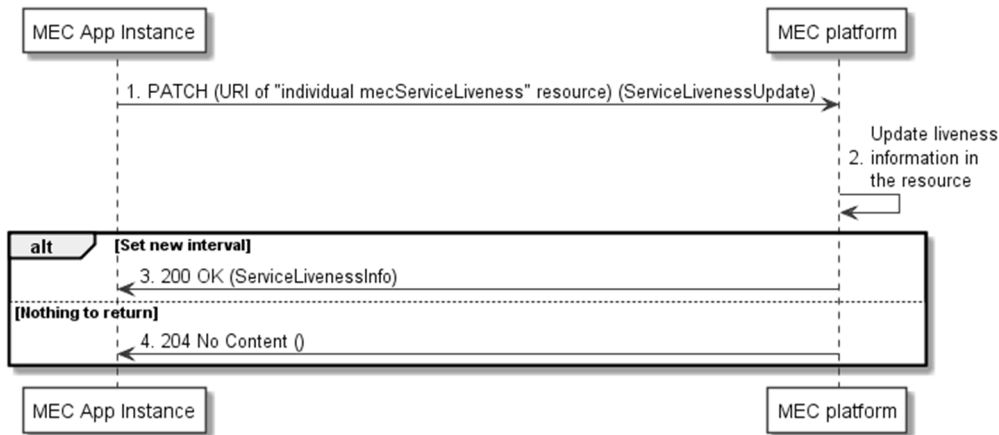 MEC App Instance
MEC platform
1. PATCH (URI of "individual mecServiceLiveness" resource) (ServiceLivenessUpdate)
Update liveness
2. information in
the resource
alt [Set new interval]
3. 200 OK (ServiceLivenessInfo)
[Nothing to return]
4. 204 No Content ()
MEC App Instance
MEC platform